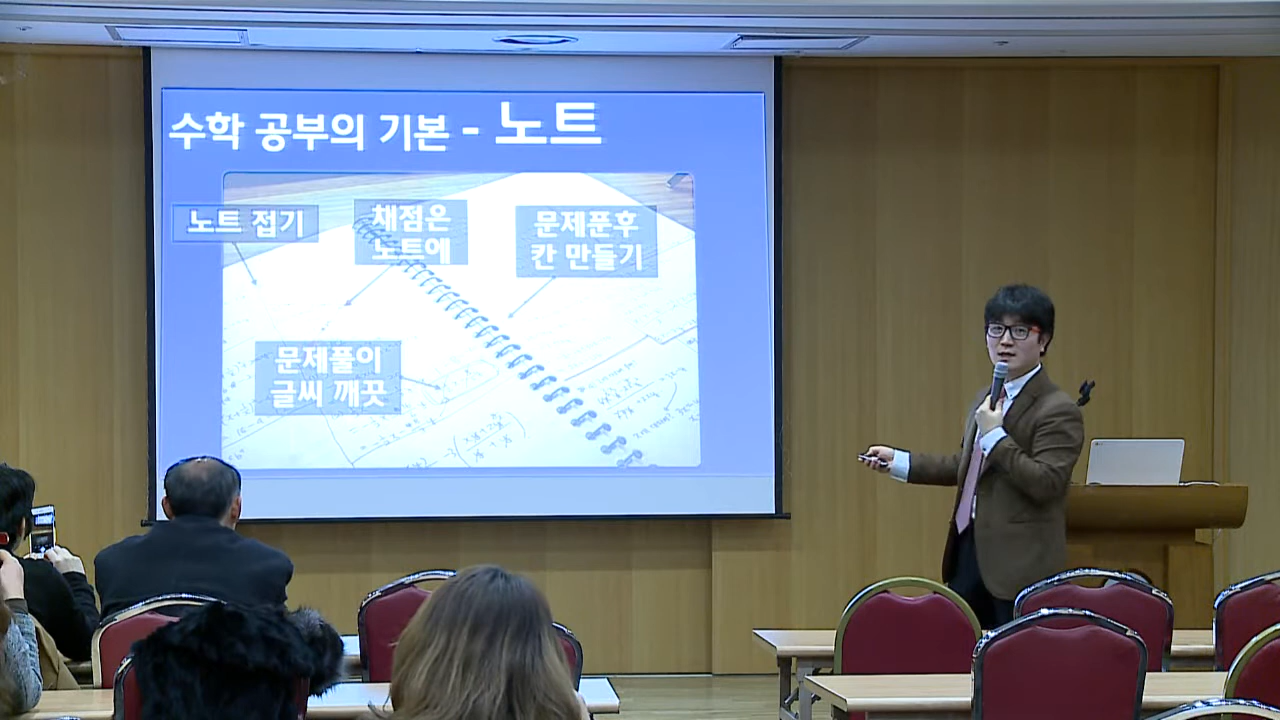 수학 공부의 기본 - 노트
노트 접기
채점은
노트에
문제푼후
칸 만들기
문제풀이
글씨 깨끗